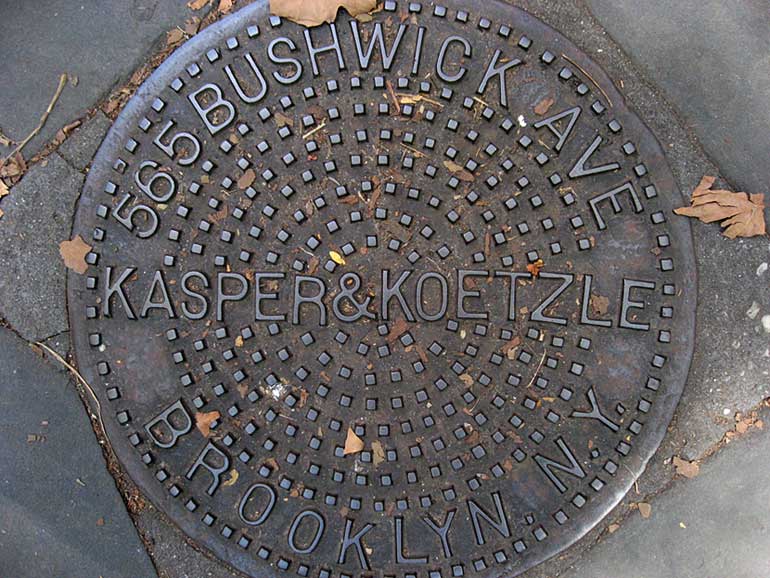 565 BUSHWICK AVE
KASPER & KOETZLE
BROOKLYN. N.Y.